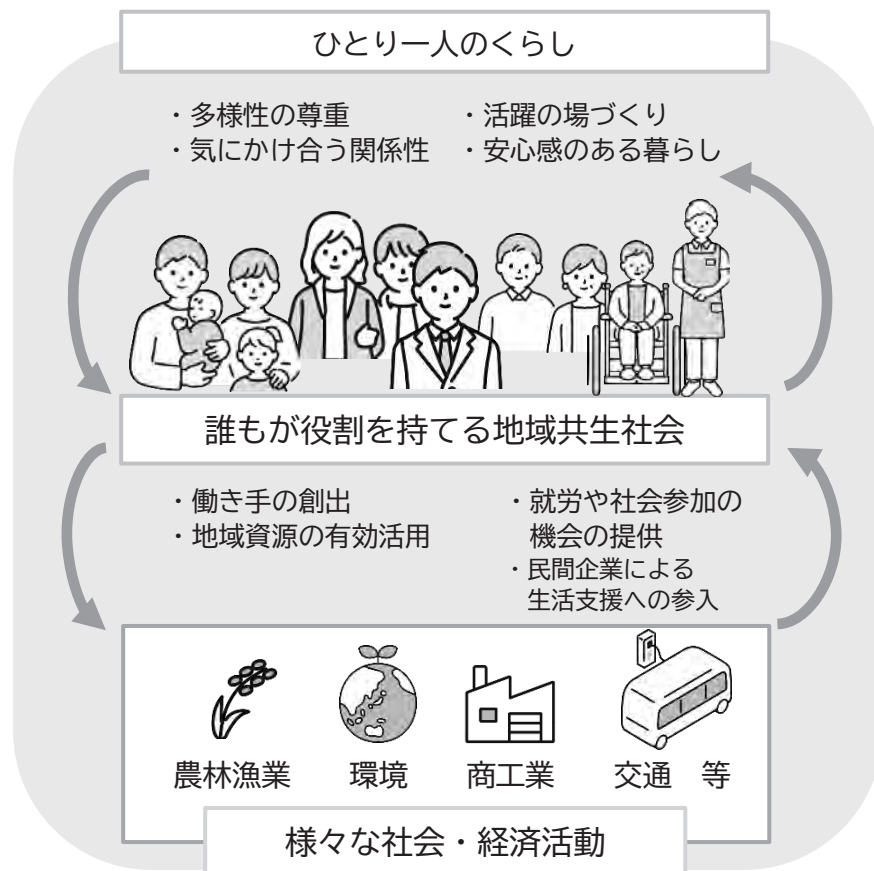 ひとり一人のくらし
・多様性の尊重
・気にかけ合う関係性
・活躍の場づくり
・安心感のある暮らし
誰もが役割を持てる地域共生社会
・働き手の創出
・地域資源の有効活用
・就労や社会参加の
機会の提供
・民間企業による
生活支援への参入
農林漁業
環境
商工業
交通　等
様々な社会・経済活動